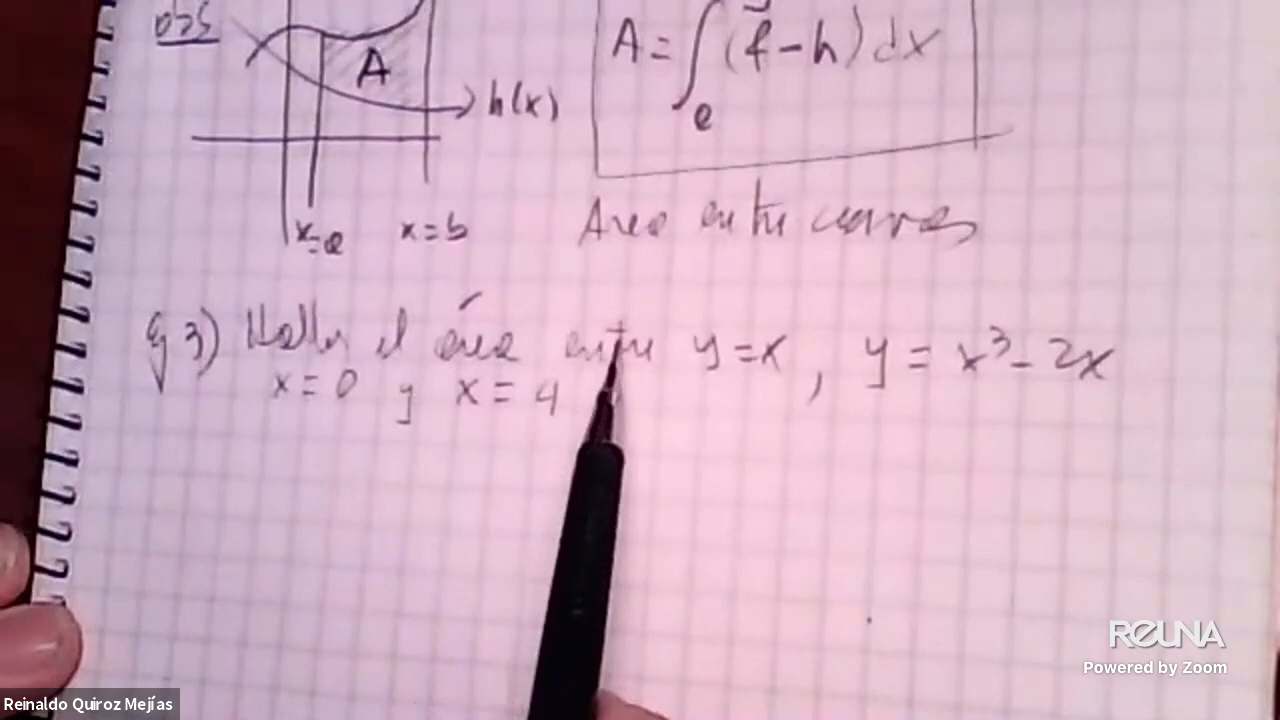 obs
A
h(x)
A = ∫ (f - h) dx
e
x=a x=b
Area entre curvas
Ej 3) Hallar el área entre y = x , y = x³ - 2x
x = 0 y x = 4
REUNA
Powered by Zoom
Reinaldo Quiroz Mejías